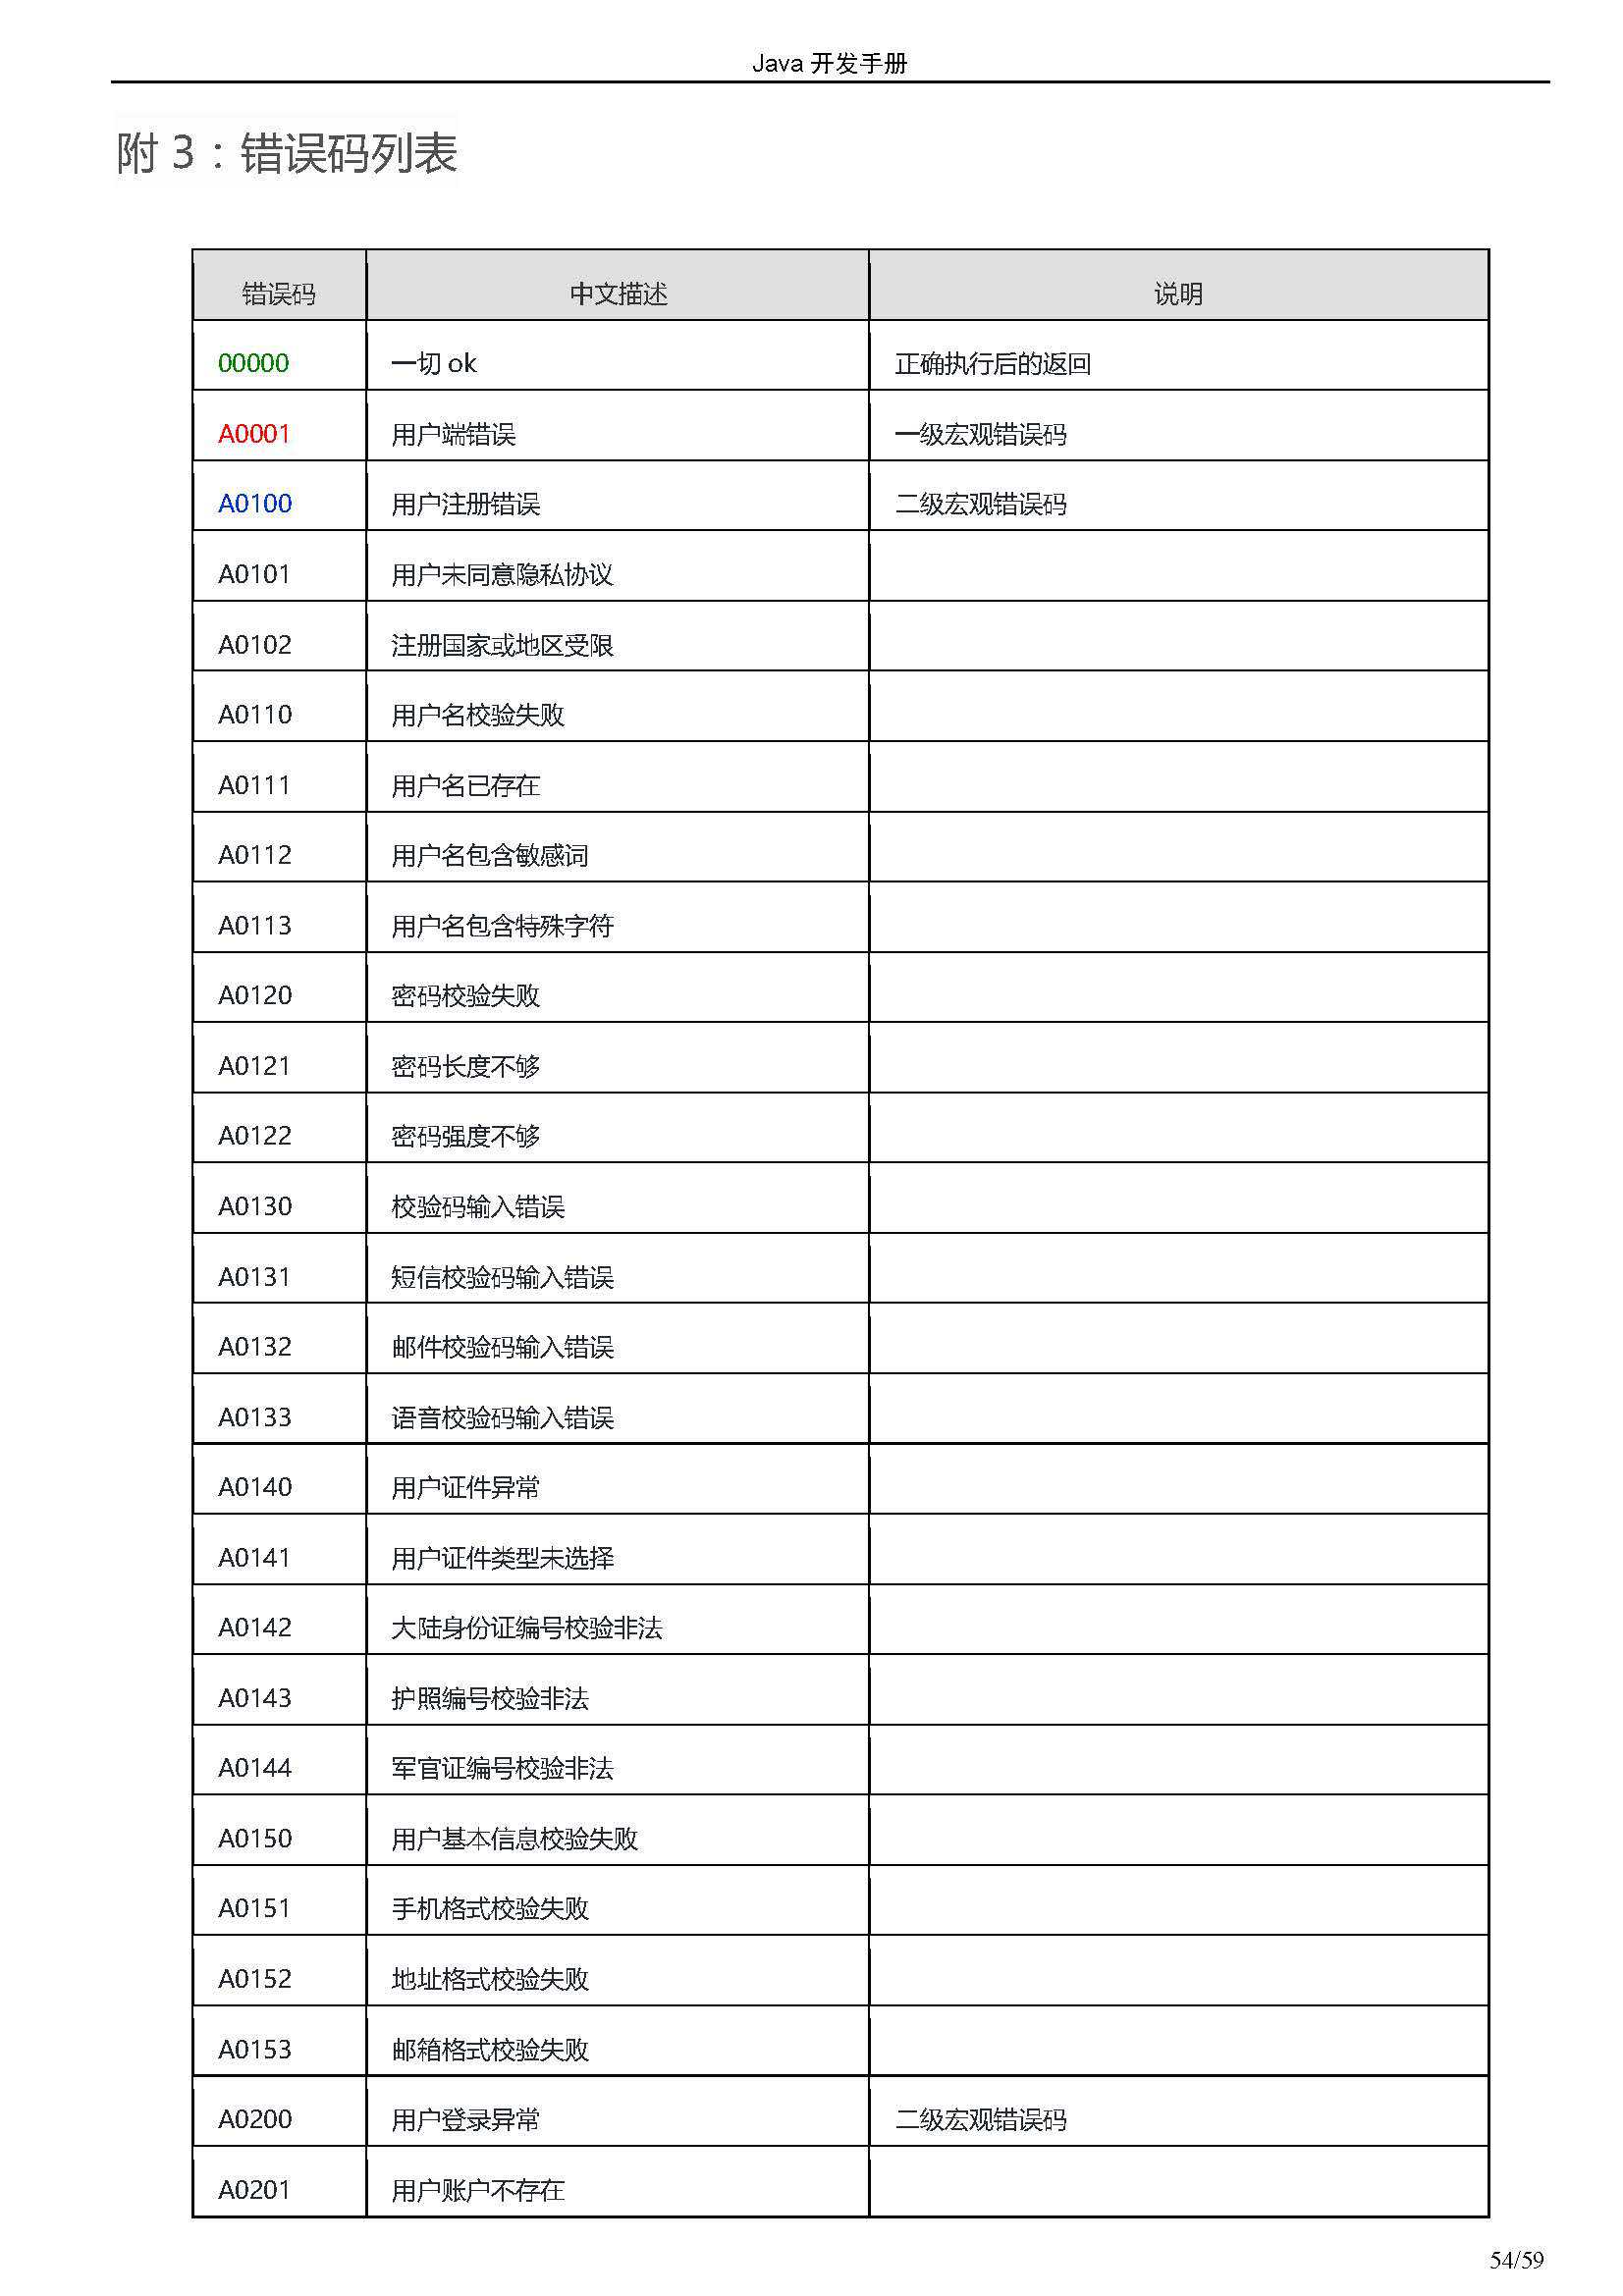 Java 开发手册
附 3：错误码列表
错误码 中文描述 说明
00000 一切 ok 正确执行后的返回
A0001 用户端错误 一级宏观错误码
A0100 用户注册错误 二级宏观错误码
A0101 用户未同意隐私协议
A0102 注册国家或地区受限
A0110 用户名校验失败
A0111 用户名已存在
A0112 用户名包含敏感词
A0113 用户名包含特殊字符
A0120 密码校验失败
A0121 密码长度不够
A0122 密码强度不够
A0130 校验码输入错误
A0131 短信校验码输入错误
A0132 邮件校验码输入错误
A0133 语音校验码输入错误
A0140 用户证件异常
A0141 用户证件类型未选择
A0142 大陆身份证编号校验非法
A0143 护照编号校验非法
A0144 军官证编号校验非法
A0150 用户基本信息校验失败
A0151 手机格式校验失败
A0152 地址格式校验失败
A0153 邮箱格式校验失败
A0200 用户登录异常 二级宏观错误码
A0201 用户账户不存在
54/59